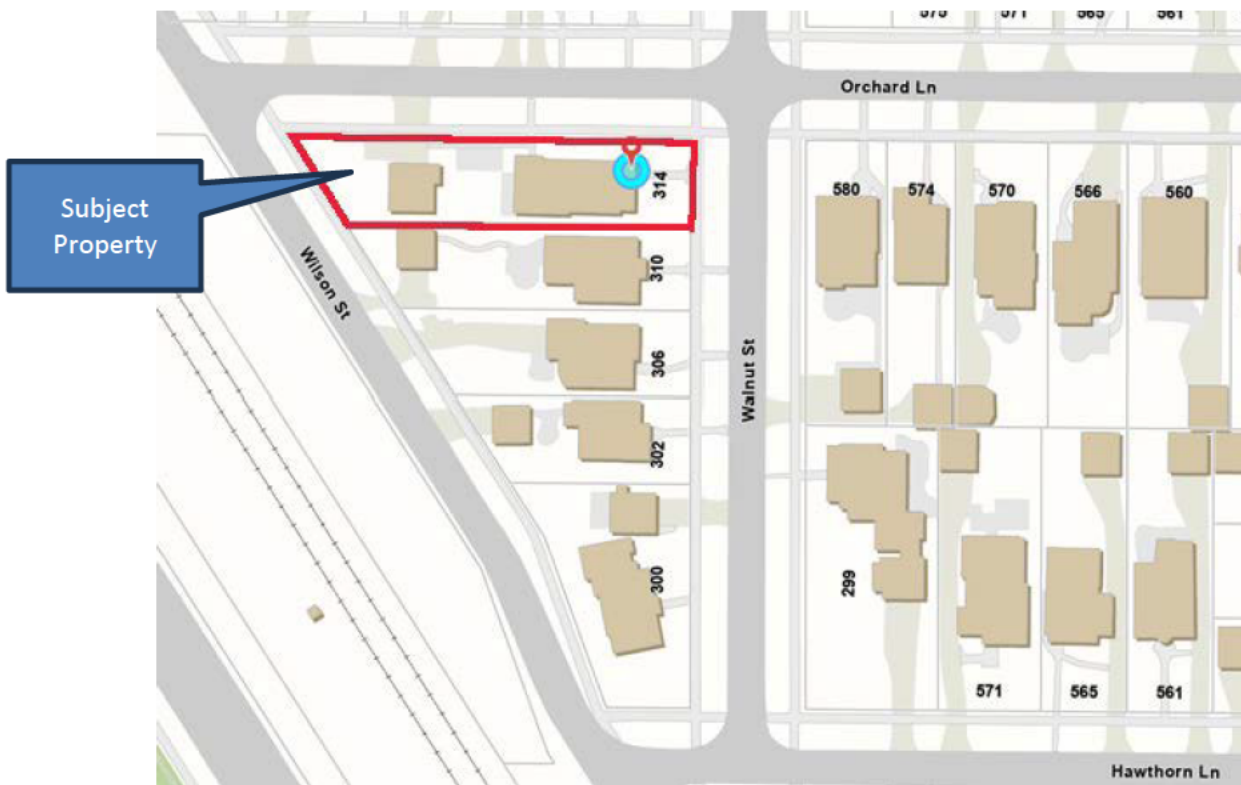 575 571 565 561
Orchard Ln
Subject
Property
314
580 574 570 566 560
Wilson St
310
306
Walnut St
302
300
299
571 565 561
Hawthorn Ln